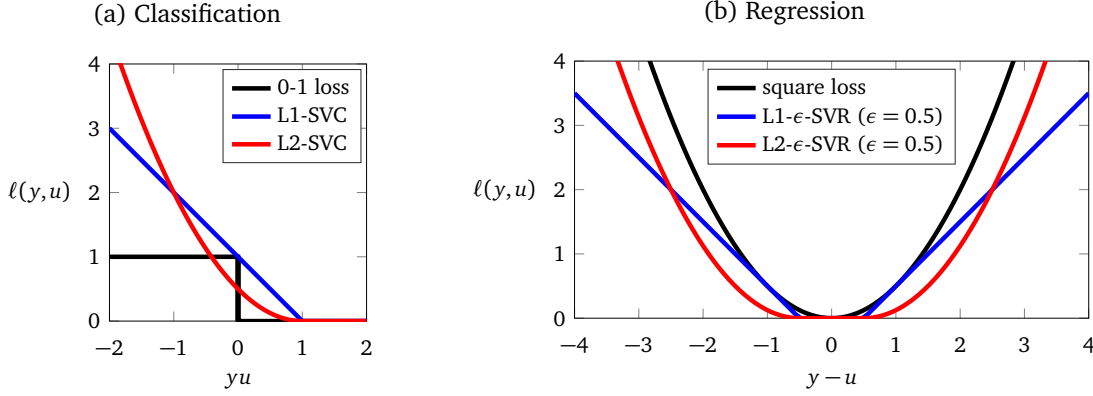 (a) Classification
4
3
2
1
0
−2
−1
0
1
2
ℓ(y,u)
yu
0-1 loss
L1-SVC
L2-SVC
(b) Regression
4
3
2
1
0
−4
−3
−2
−1
0
1
2
3
4
ℓ(y,u)
y − u
square loss
L1-ϵ-SVR (ϵ = 0.5)
L2-ϵ-SVR (ϵ = 0.5)